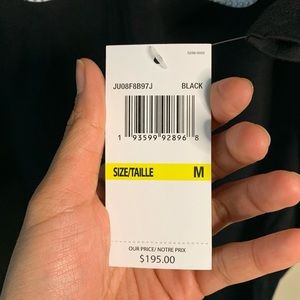 JU08F8B97J BLACK
1 93599 92896 8
SIZE/TAILLE M
OUR PRICE/ NOTRE PRIX
$195.00